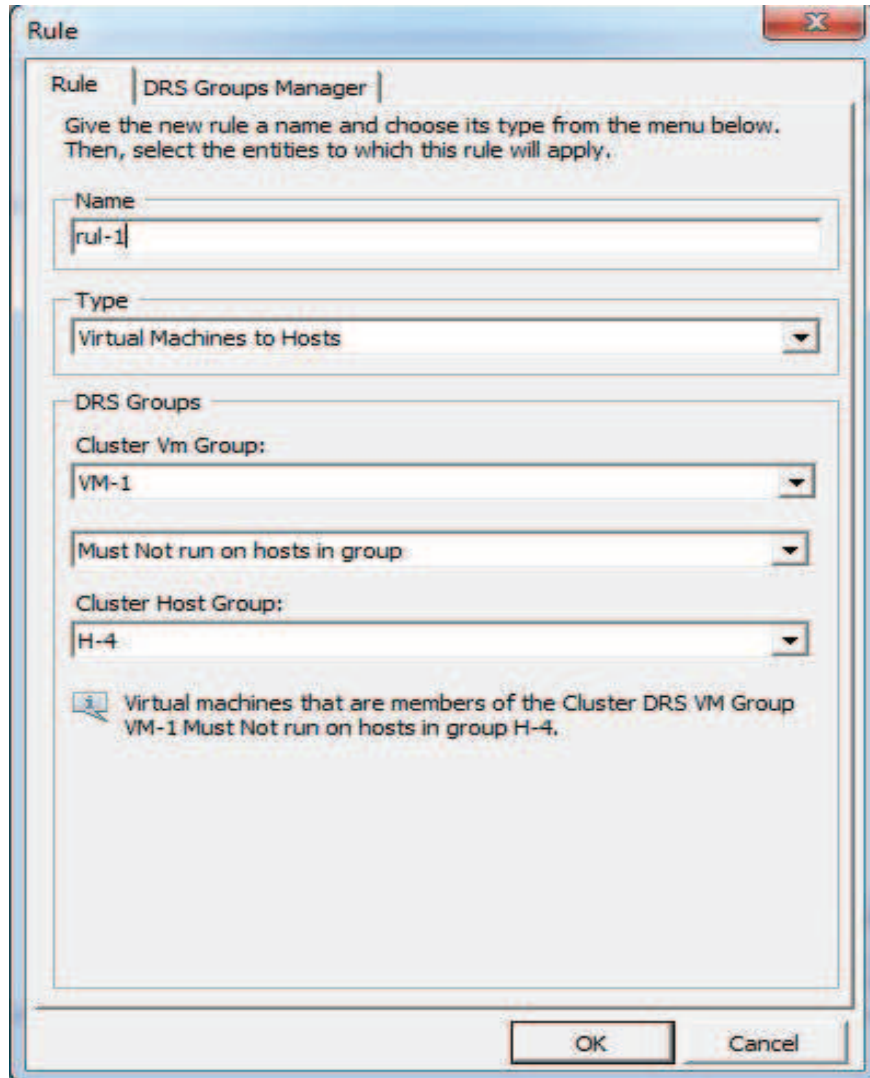 Rule
Rule
DRS Groups Manager
Give the new rule a name and choose its type from the menu below.
Then, select the entities to which this rule will apply.
Name
rul-1
Type
Virtual Machines to Hosts
DRS Groups
Cluster Vm Group:
VM-1
Must Not run on hosts in group
Cluster Host Group:
H-4
Virtual machines that are members of the Cluster DRS VM Group
VM-1 Must Not run on hosts in group H-4.
OK
Cancel